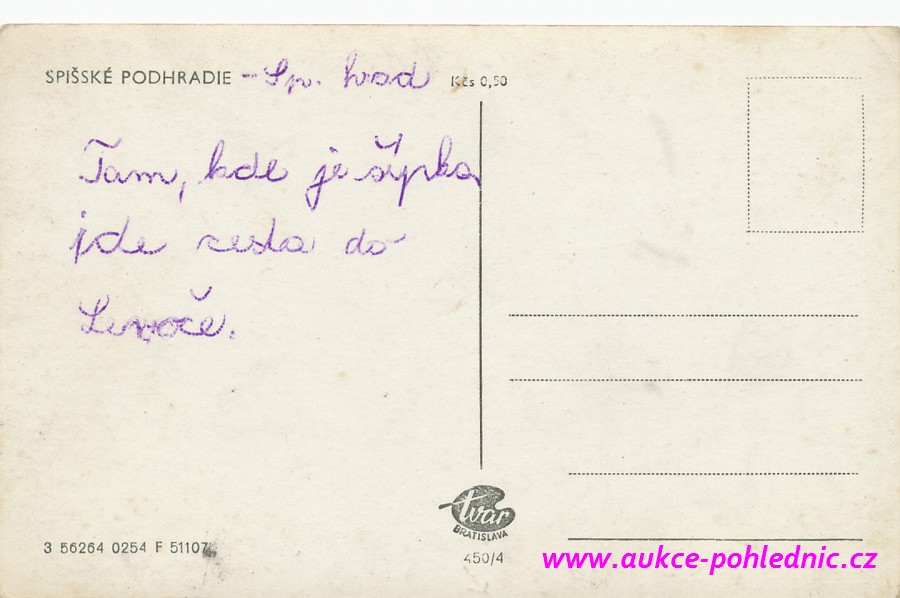 SPIŠSKÉ PODHRADIE - Sp. hrad
Kčs 0,50
Tam, kde je šípka
jde cesta do
Levoče.
tvar
BRATISLAVA
450/4
3 56264 0254 F 51107
www.aukce-pohlednic.cz